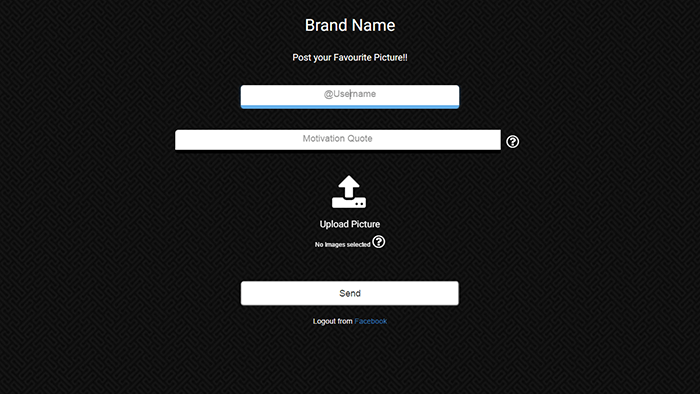 Brand Name
Post your Favourite Picture!!
@Username
Motivation Quote
Upload Picture
No images selected
Send
Logout from Facebook